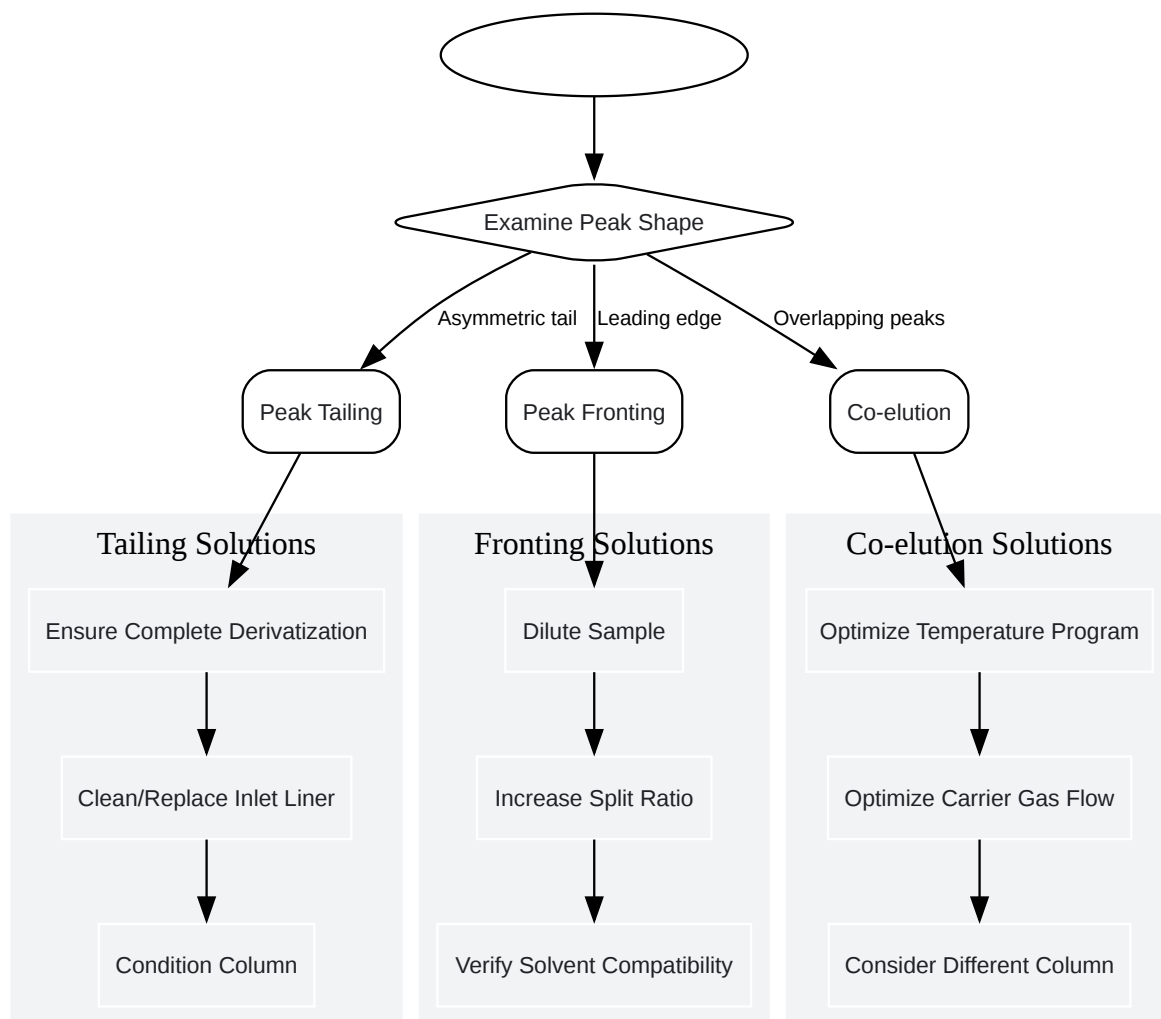 Examine Peak Shape
Asymmetric tail
Leading edge
Overlapping peaks
Peak Tailing
Peak Fronting
Co-elution
Tailing Solutions
Fronting Solutions
Co-elution Solutions
Ensure Complete Derivatization
Dilute Sample
Optimize Temperature Program
Clean/Replace Inlet Liner
Increase Split Ratio
Optimize Carrier Gas Flow
Condition Column
Verify Solvent Compatibility
Consider Different Column